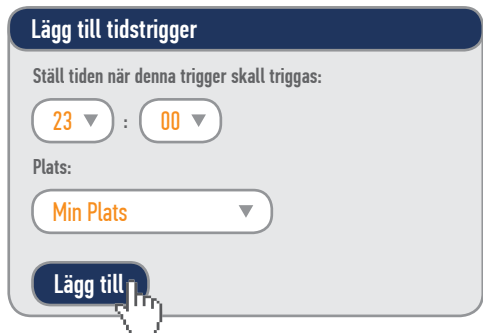 Lägg till tidstrigger
Ställ tiden när denna trigger skall triggas:
23 : 00
Plats:
Min Plats
Lägg till